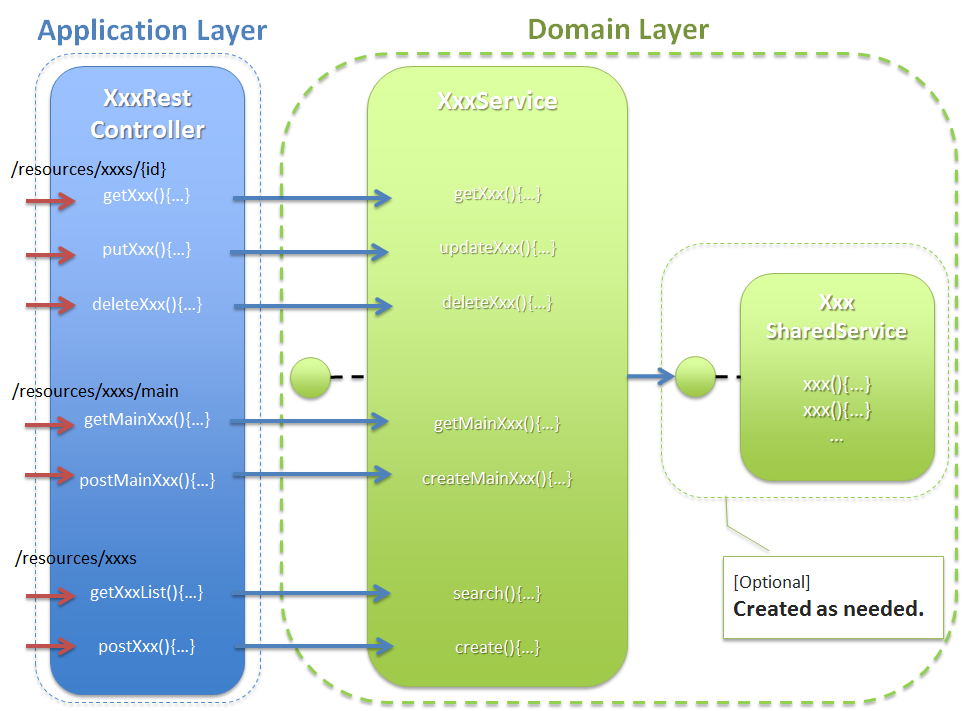 Application Layer
Domain Layer
XxxRest
Controller
/resources/xxxs/{id}
getXxx(){...}
putXxx(){...}
deleteXxx(){...}
/resources/xxxs/main
getMainXxx(){...}
postMainXxx(){...}
/resources/xxxs
getXxxList(){...}
postXxx(){...}
XxxService
getXxx(){...}
updateXxx(){...}
deleteXxx(){...}
getMainXxx(){...}
createMainXxx(){...}
search(){...}
create(){...}
Xxx
SharedService
xxx(){...}
xxx(){...}
...
[Optional]
Created as needed.